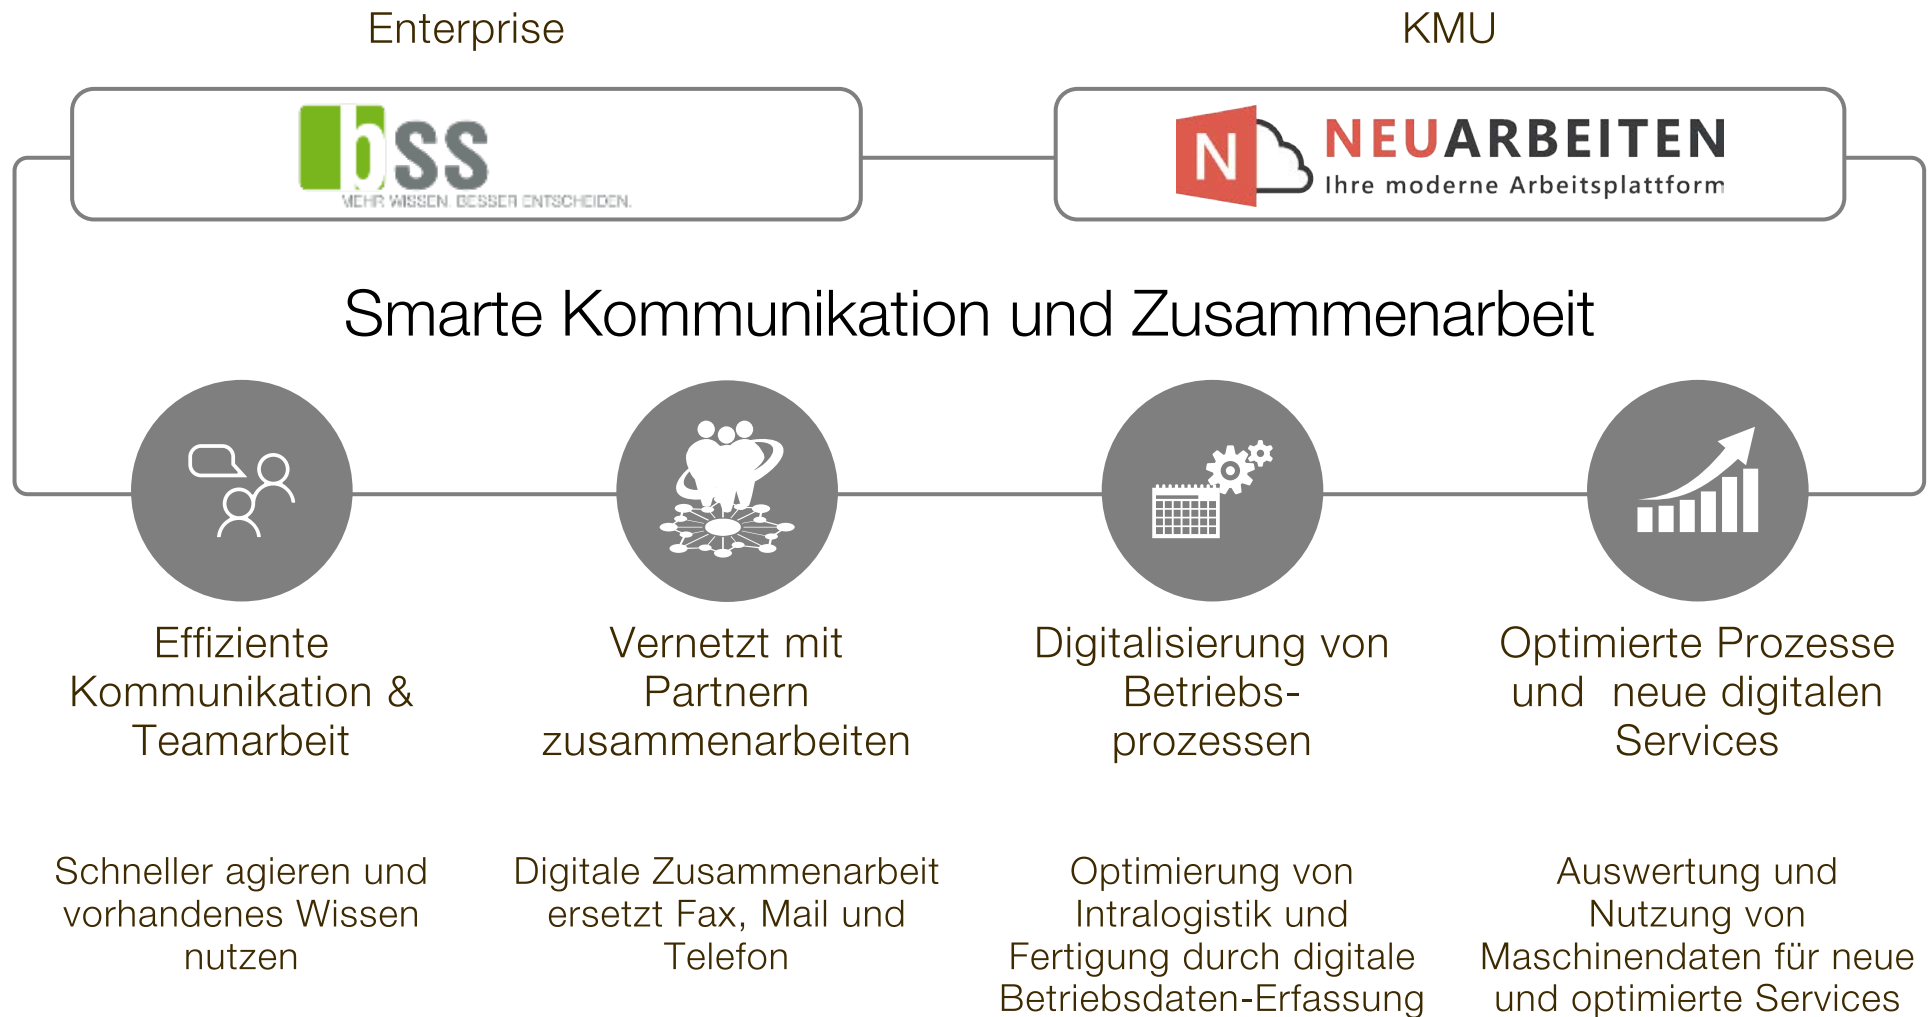 Enterprise
KMU
bss
MEHR WISSEN. BESSER ENTSCHEIDEN.
N
NEUARBEITEN
Ihre moderne Arbeitsplattform
Smarte Kommunikation und Zusammenarbeit
Effiziente
Kommunikation &
Teamarbeit
Vernetzt mit
Partnern
zusammenarbeiten
Digitalisierung von
Betriebs-
prozessen
Optimierte Prozesse
und  neue digitalen
Services
Schneller agieren und
vorhandenes Wissen
nutzen
Digitale Zusammenarbeit
ersetzt Fax, Mail und
Telefon
Optimierung von
Intralogistik und
Fertigung durch digitale
Betriebsdaten-Erfassung
Auswertung und
Nutzung von
Maschinendaten für neue
und optimierte Services